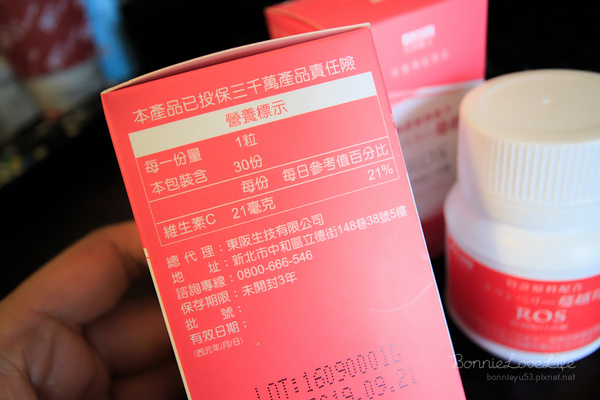 本產品已投保三千萬產品責任險
營養標示
每一份量 1粒
本包裝含 30份
每份 每日參考值百分比
維生素C 21毫克 21%
總代理：東阪生技有限公司
地址：新北市中和區立德街148巷38號5樓
諮詢專線：0800-666-546
保存期限：未開封3年
批號：
有效日期：
(西元年/月/日)
LOT:16090001G
2019.09.21
ROS
BonnieLoveLife
bonnieyu53.pixnet.net